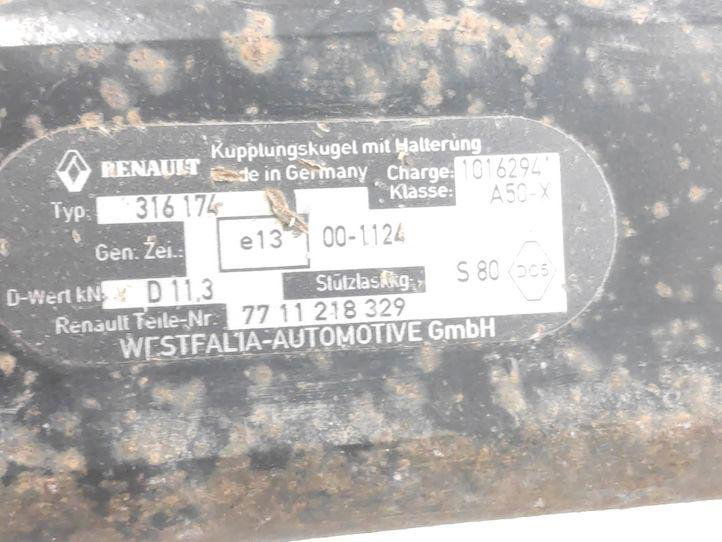 Kupplungskugel mit Halterung
RENAULT Made in Germany Charge: 1016294
Klasse: A50-X
Typ: 316 174
Gen. Zei.: e13 00-1124
D-Wert kN D 11,3 Stützlast kg S 80
Renault Teile-Nr. 77 11 218 329
WESTFALIA-AUTOMOTIVE GmbH